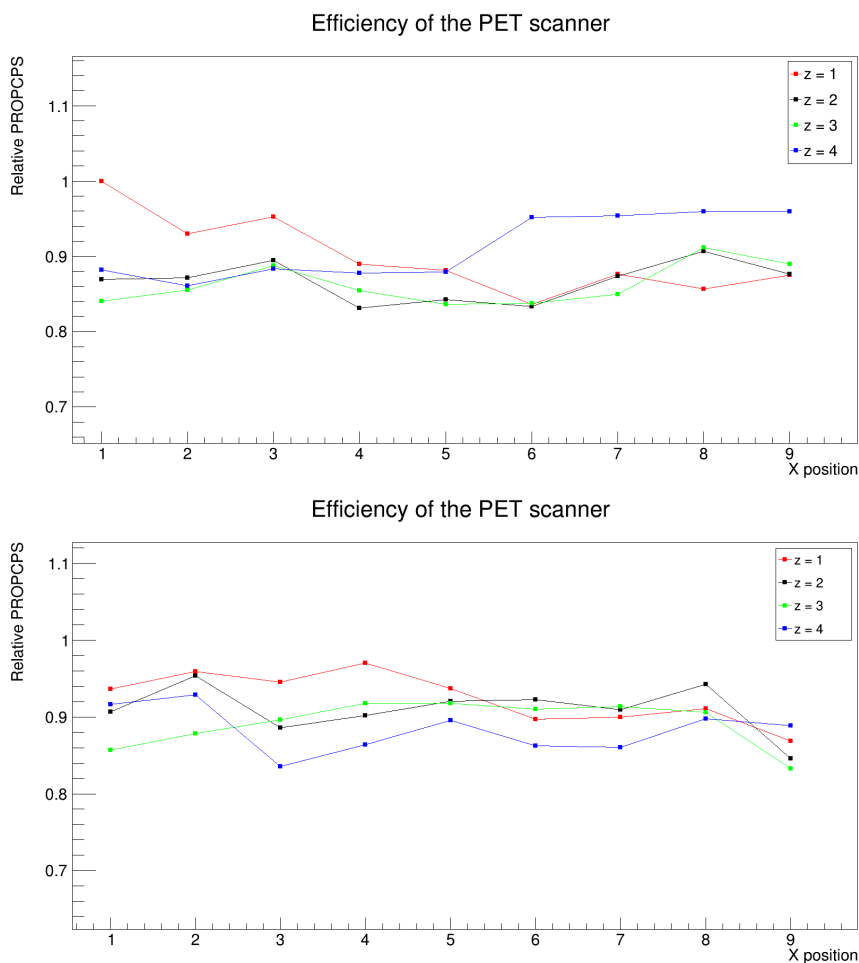 Efficiency of the PET scanner
Relative PROPCPS
z = 1
z = 2
z = 3
z = 4
1.1
1
0.9
0.8
0.7
1 2 3 4 5 6 7 8 9
X position
Efficiency of the PET scanner
Relative PROPCPS
z = 1
z = 2
z = 3
z = 4
1.1
1
0.9
0.8
0.7
1 2 3 4 5 6 7 8 9
X position